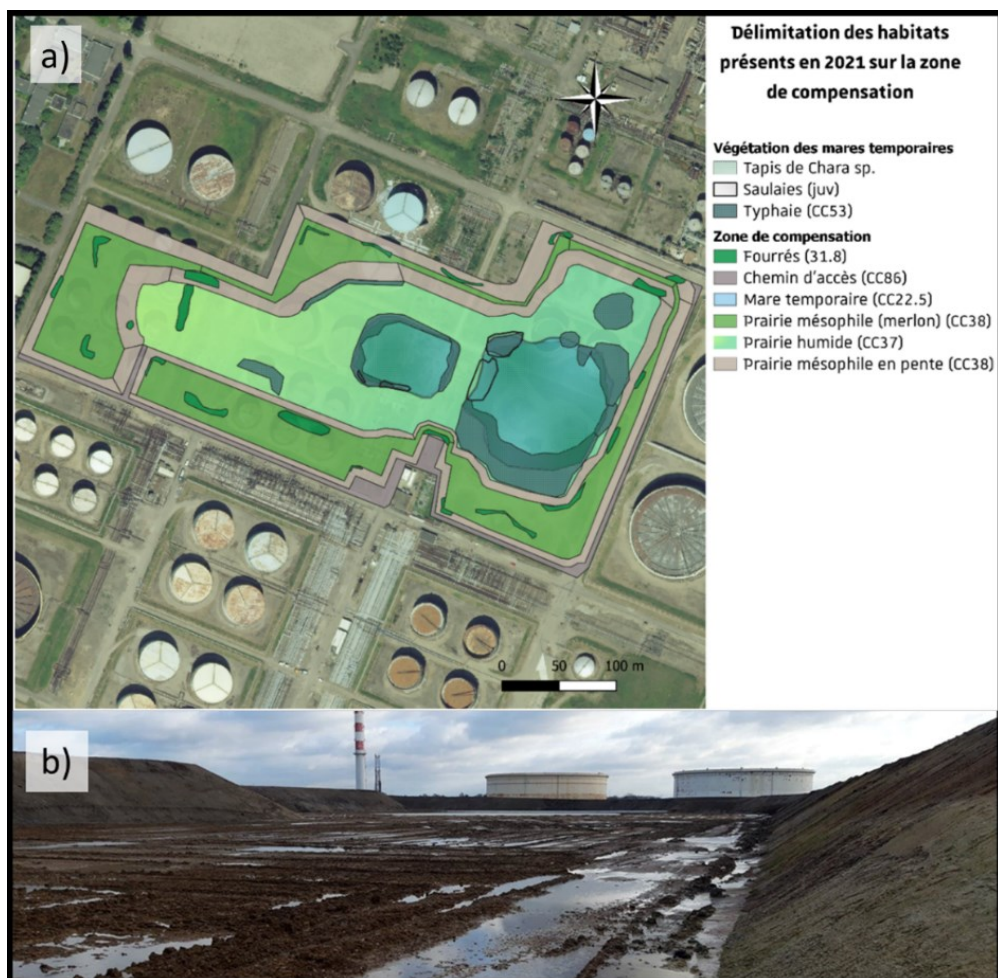 a)
Délimitation des habitats
présents en 2021 sur la zone
de compensation
Végétation des mares temporaires
Tapis de Chara sp.
Saulaies (juv)
Typhaie (CC53)
Zone de compensation
Fourrés (31.8)
Chemin d'accès (CC86)
Mare temporaire (CC22.5)
Prairie mésophile (merlon) (CC38)
Prairie humide (CC37)
Prairie mésophile en pente (CC38)
0 50 100 m
b)